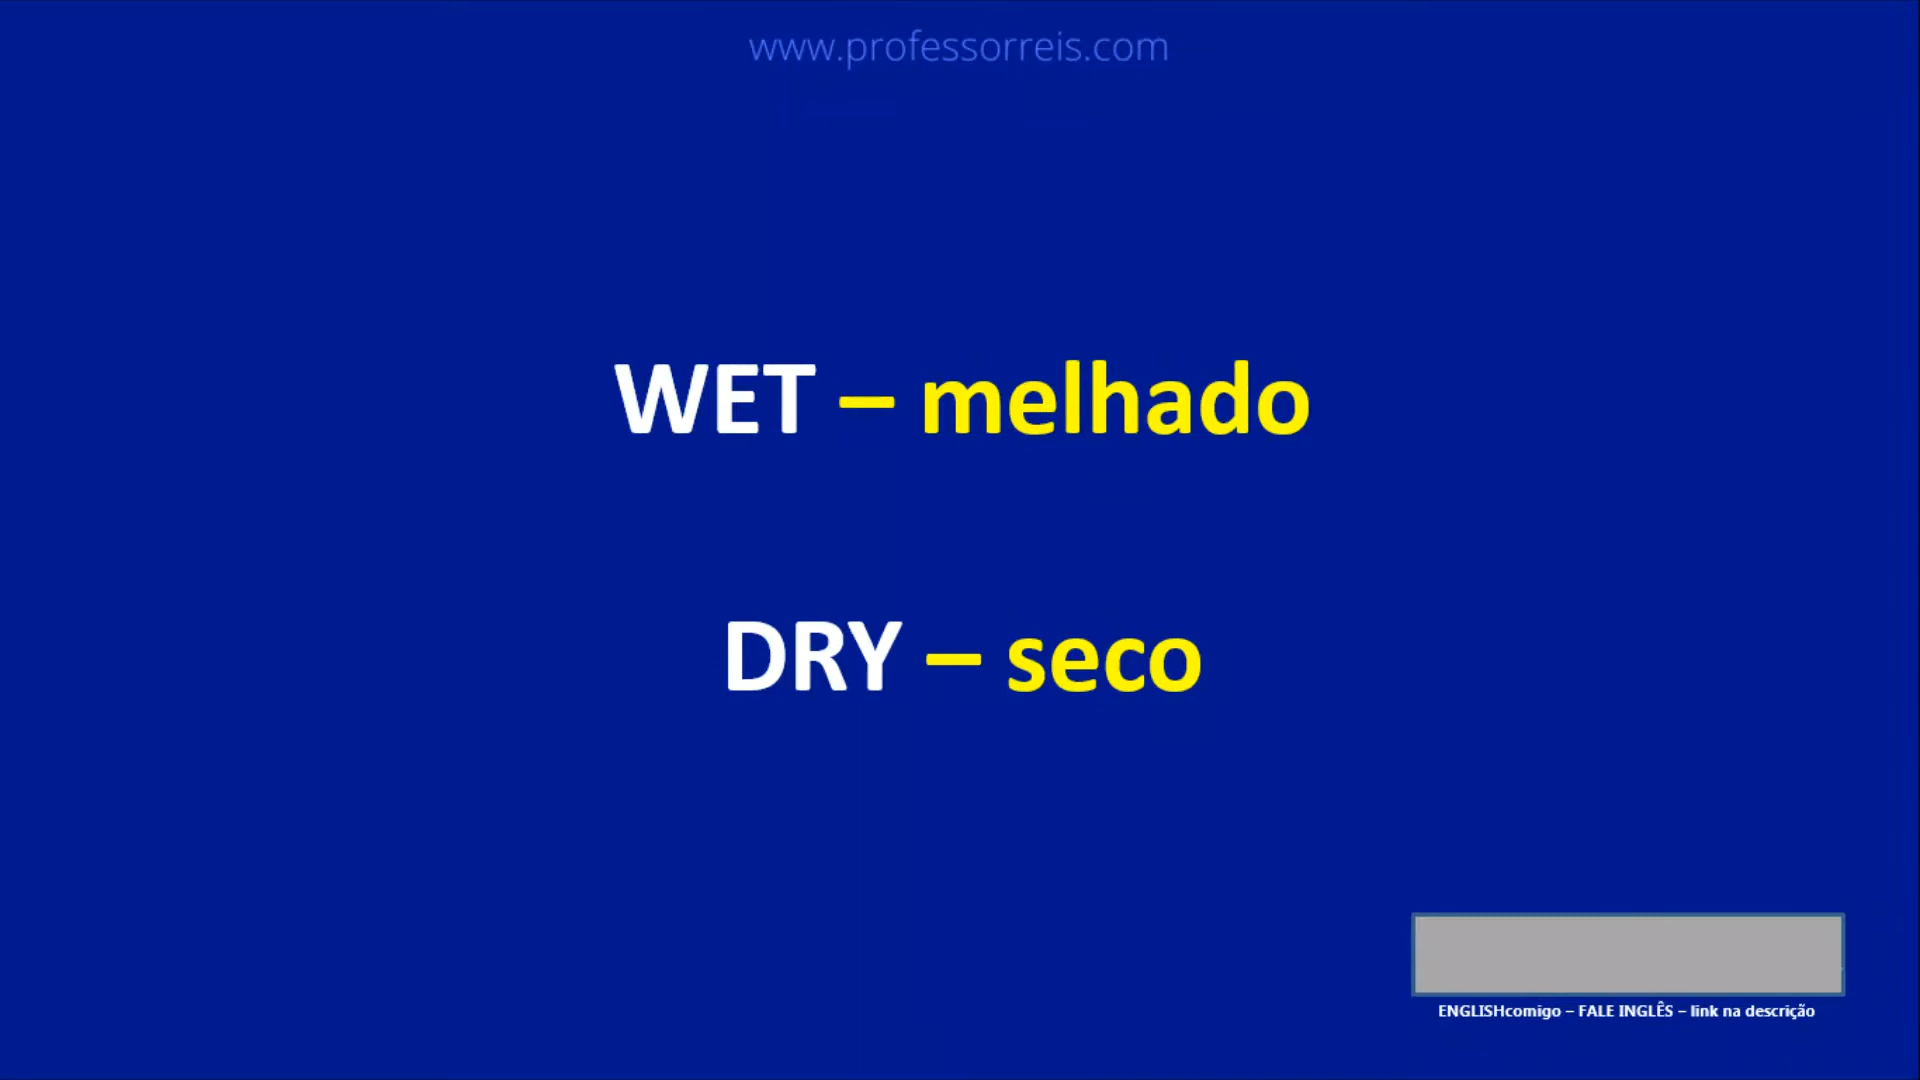 www.professorreis.com
WET – melhado
DRY – seco
ENGLISHcomigo – FALE INGLÊS – link na descrição